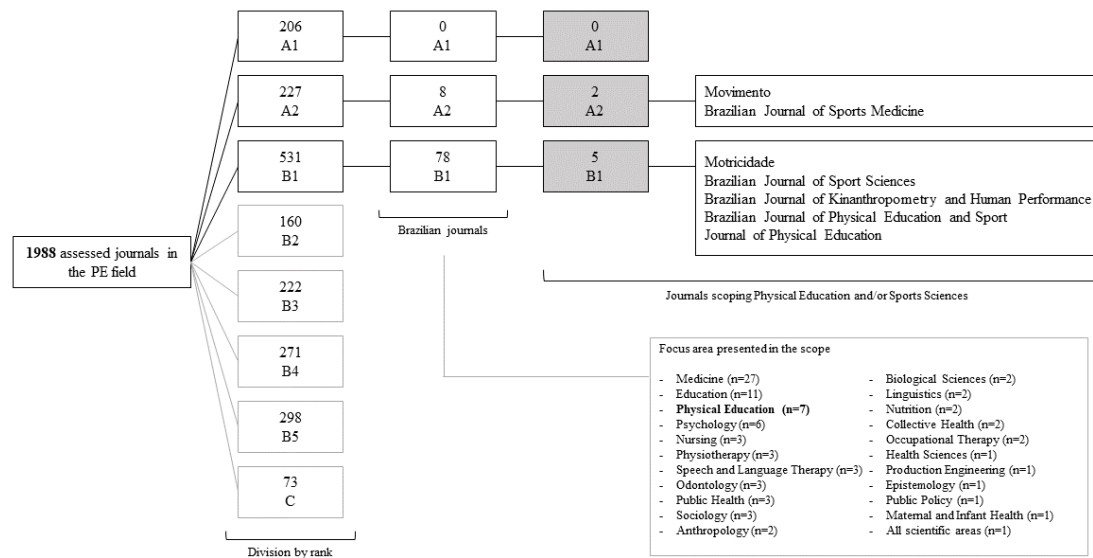 206
A1
0
A1
0
A1
227
A2
8
A2
2
A2
Movimento
Brazilian Journal of Sports Medicine
531
B1
78
B1
5
B1
Motricidade
Brazilian Journal of Sport Sciences
Brazilian Journal of Kinanthropometry and Human Performance
Brazilian Journal of Physical Education and Sport
Journal of Physical Education
160
B2
Brazilian journals
1988 assessed journals in
the PE field
222
B3
Journals scoping Physical Education and/or Sports Sciences
271
B4
298
B5
73
C
Division by rank
Focus area presented in the scope
- Medicine (n=27)
- Education (n=11)
- Physical Education (n=7)
- Psychology (n=6)
- Nursing (n=3)
- Physiotherapy (n=3)
- Speech and Language Therapy (n=3)
- Odontology (n=3)
- Public Health (n=3)
- Sociology (n=3)
- Anthropology (n=2)
- Biological Sciences (n=2)
- Linguistics (n=2)
- Nutrition (n=2)
- Collective Health (n=2)
- Occupational Therapy (n=2)
- Health Sciences (n=1)
- Production Engineering (n=1)
- Epistemology (n=1)
- Public Policy (n=1)
- Maternal and Infant Health (n=1)
- All scientific areas (n=1)